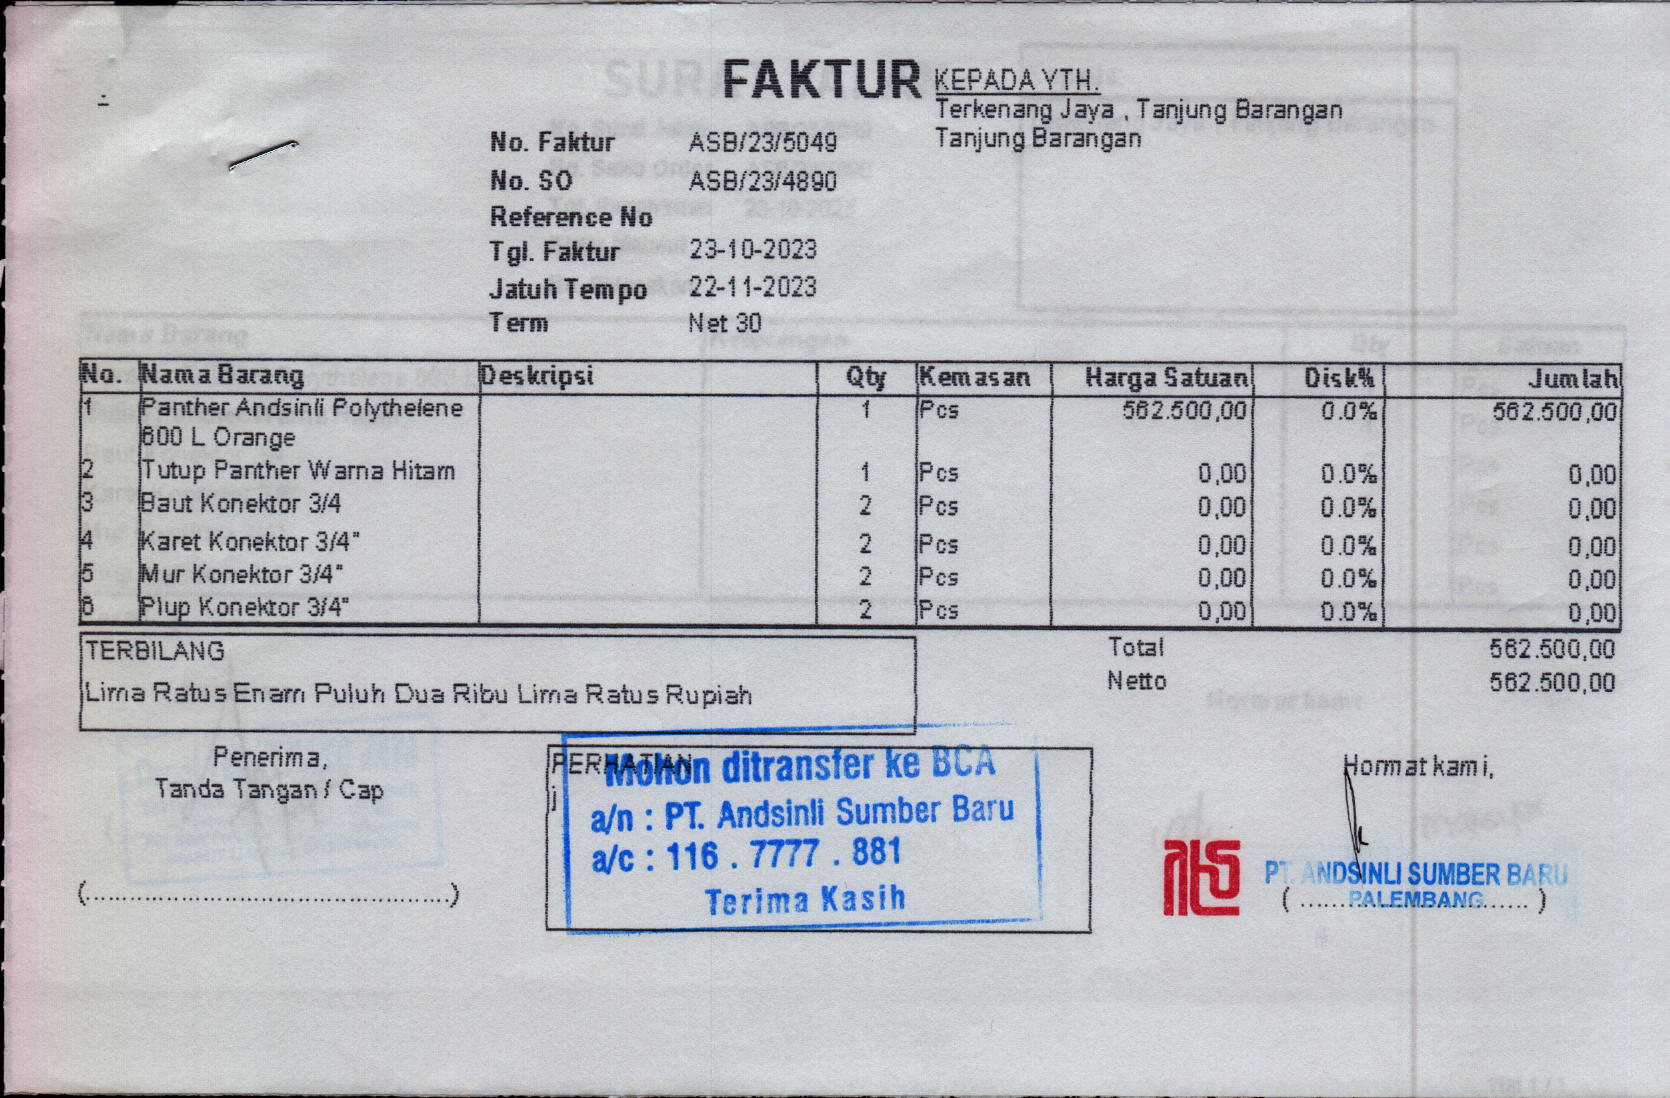 FAKTUR
KEPADA YTH.
Terkenang Jaya , Tanjung Barangan
Tanjung Barangan
No. Faktur ASB/23/5049
No. SO ASB/23/4890
Reference No
Tgl. Faktur 23-10-2023
Jatuh Tempo 22-11-2023
Term Net 30
No. Nama Barang Deskripsi Qty Kemasan Harga Satuan Disk% Jumlah
1 Panther Andsinli Polythelene 1 Pcs 562.500,00 0.0% 562.500,00
600 L Orange
2 Tutup Panther Warna Hitam 1 Pcs 0,00 0.0% 0,00
3 Baut Konektor 3/4 2 Pcs 0,00 0.0% 0,00
4 Karet Konektor 3/4" 2 Pcs 0,00 0.0% 0,00
5 Mur Konektor 3/4" 2 Pcs 0,00 0.0% 0,00
6 Plup Konektor 3/4" 2 Pcs 0,00 0.0% 0,00
TERBILANG
Lima Ratus Enam Puluh Dua Ribu Lima Ratus Rupiah
Total 562.500,00
Netto 562.500,00
Penerima,
Tanda Tangan / Cap
(................................................)
PERHATIAN
j
Mohon ditransfer ke BCA
a/n : PT. Andsinli Sumber Baru
a/c : 116 . 7777 . 881
Terima Kasih
Hormat kami,
PT. ANDSINLI SUMBER BARU
PALEMBANG